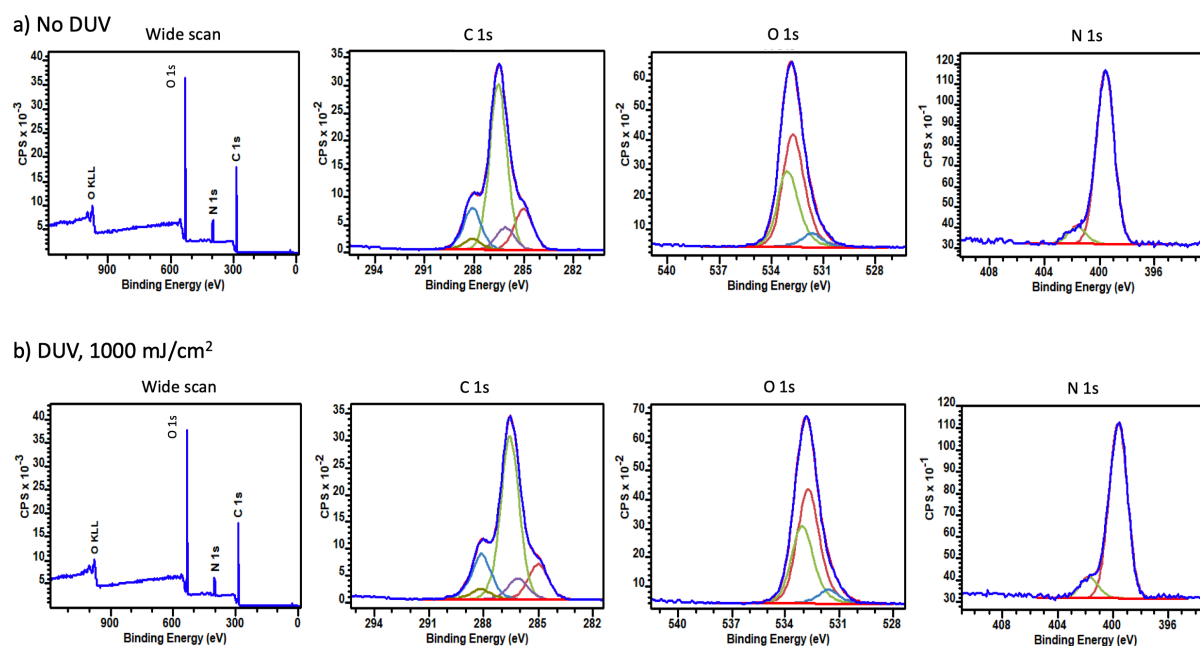 a) No DUV
Wide scan
C 1s
O 1s
N 1s
CPS x 10⁻³
40
35
30
25
20
15
10
5
O KLL
O 1s
N 1s
C 1s
900
600
300
0
Binding Energy (eV)
CPS x 10⁻²
35
30
25
20
15
10
5
0
294
291
288
285
282
Binding Energy (eV)
CPS x 10⁻²
60
50
40
30
20
10
540
537
534
531
528
Binding Energy (eV)
CPS x 10⁻¹
120
110
100
90
80
70
60
50
40
30
408
404
400
396
Binding Energy (eV)
b) DUV, 1000 mJ/cm²
Wide scan
C 1s
O 1s
N 1s
CPS x 10⁻³
40
35
30
25
20
15
10
5
O KLL
O 1s
N 1s
C 1s
900
600
300
0
Binding Energy (eV)
CPS x 10⁻²
35
30
25
20
15
10
5
0
294
291
288
285
282
Binding Energy (eV)
CPS x 10⁻²
70
60
50
40
30
20
10
540
537
534
531
528
Binding Energy (eV)
CPS x 10⁻¹
120
110
100
90
80
70
60
50
40
30
408
404
400
396
Binding Energy (eV)